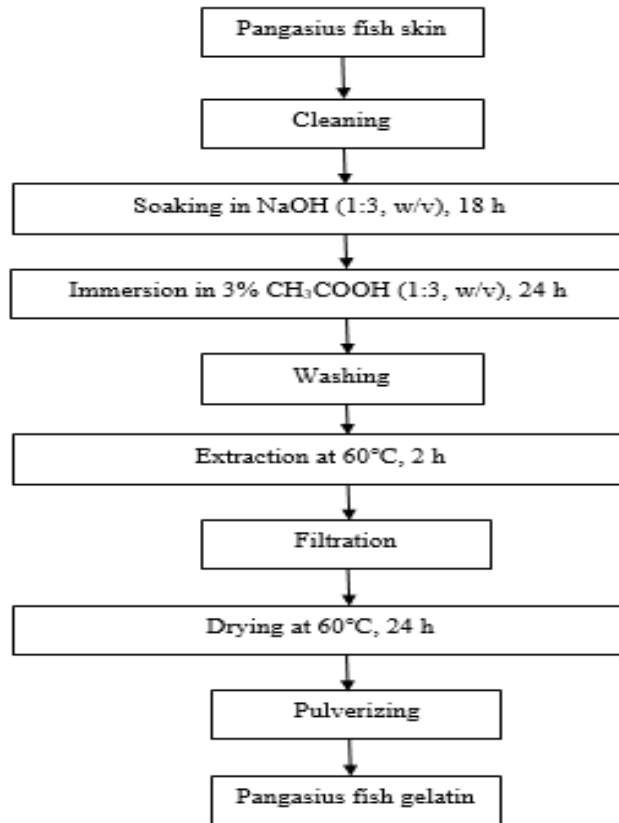 Pangasius fish skin
Cleaning
Soaking in NaOH (1:3, w/v), 18 h
Immersion in 3% CH₃COOH (1:3, w/v), 24 h
Washing
Extraction at 60°C, 2 h
Filtration
Drying at 60°C, 24 h
Pulverizing
Pangasius fish gelatin